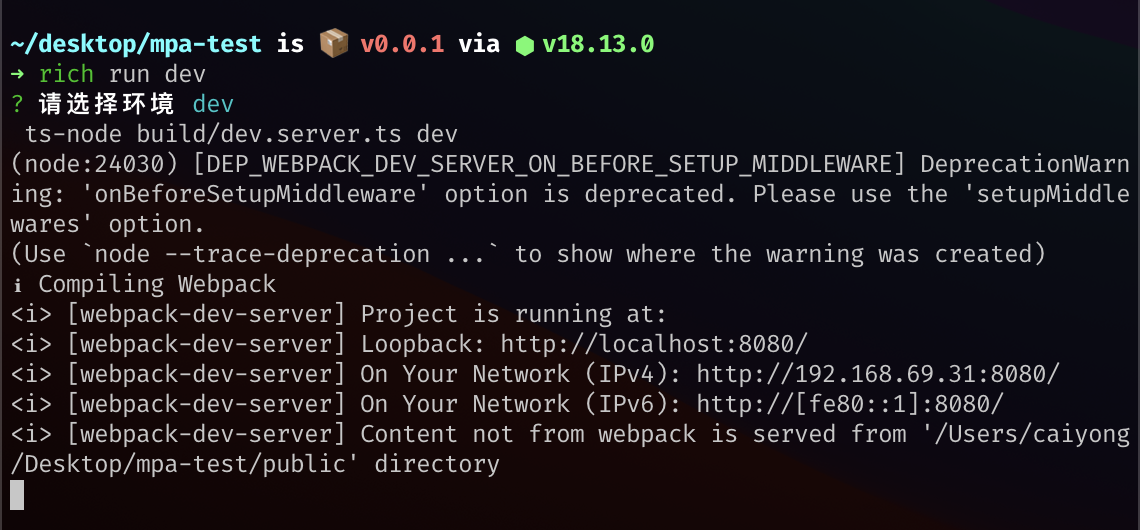 ~/desktop/mpa-test is 📦 v0.0.1 via ⬢ v18.13.0
➜ rich run dev
? 请选择环境 dev
 ts-node build/dev.server.ts dev
(node:24030) [DEP_WEBPACK_DEV_SERVER_ON_BEFORE_SETUP_MIDDLEWARE] DeprecationWarn
ing: 'onBeforeSetupMiddleware' option is deprecated. Please use the 'setupMiddle
wares' option.
(Use `node --trace-deprecation ...` to show where the warning was created)
ℹ Compiling Webpack
<i> [webpack-dev-server] Project is running at:
<i> [webpack-dev-server] Loopback: http://localhost:8080/
<i> [webpack-dev-server] On Your Network (IPv4): http://192.168.69.31:8080/
<i> [webpack-dev-server] On Your Network (IPv6): http://[fe80::1]:8080/
<i> [webpack-dev-server] Content not from webpack is served from '/Users/caiyong
/Desktop/mpa-test/public' directory